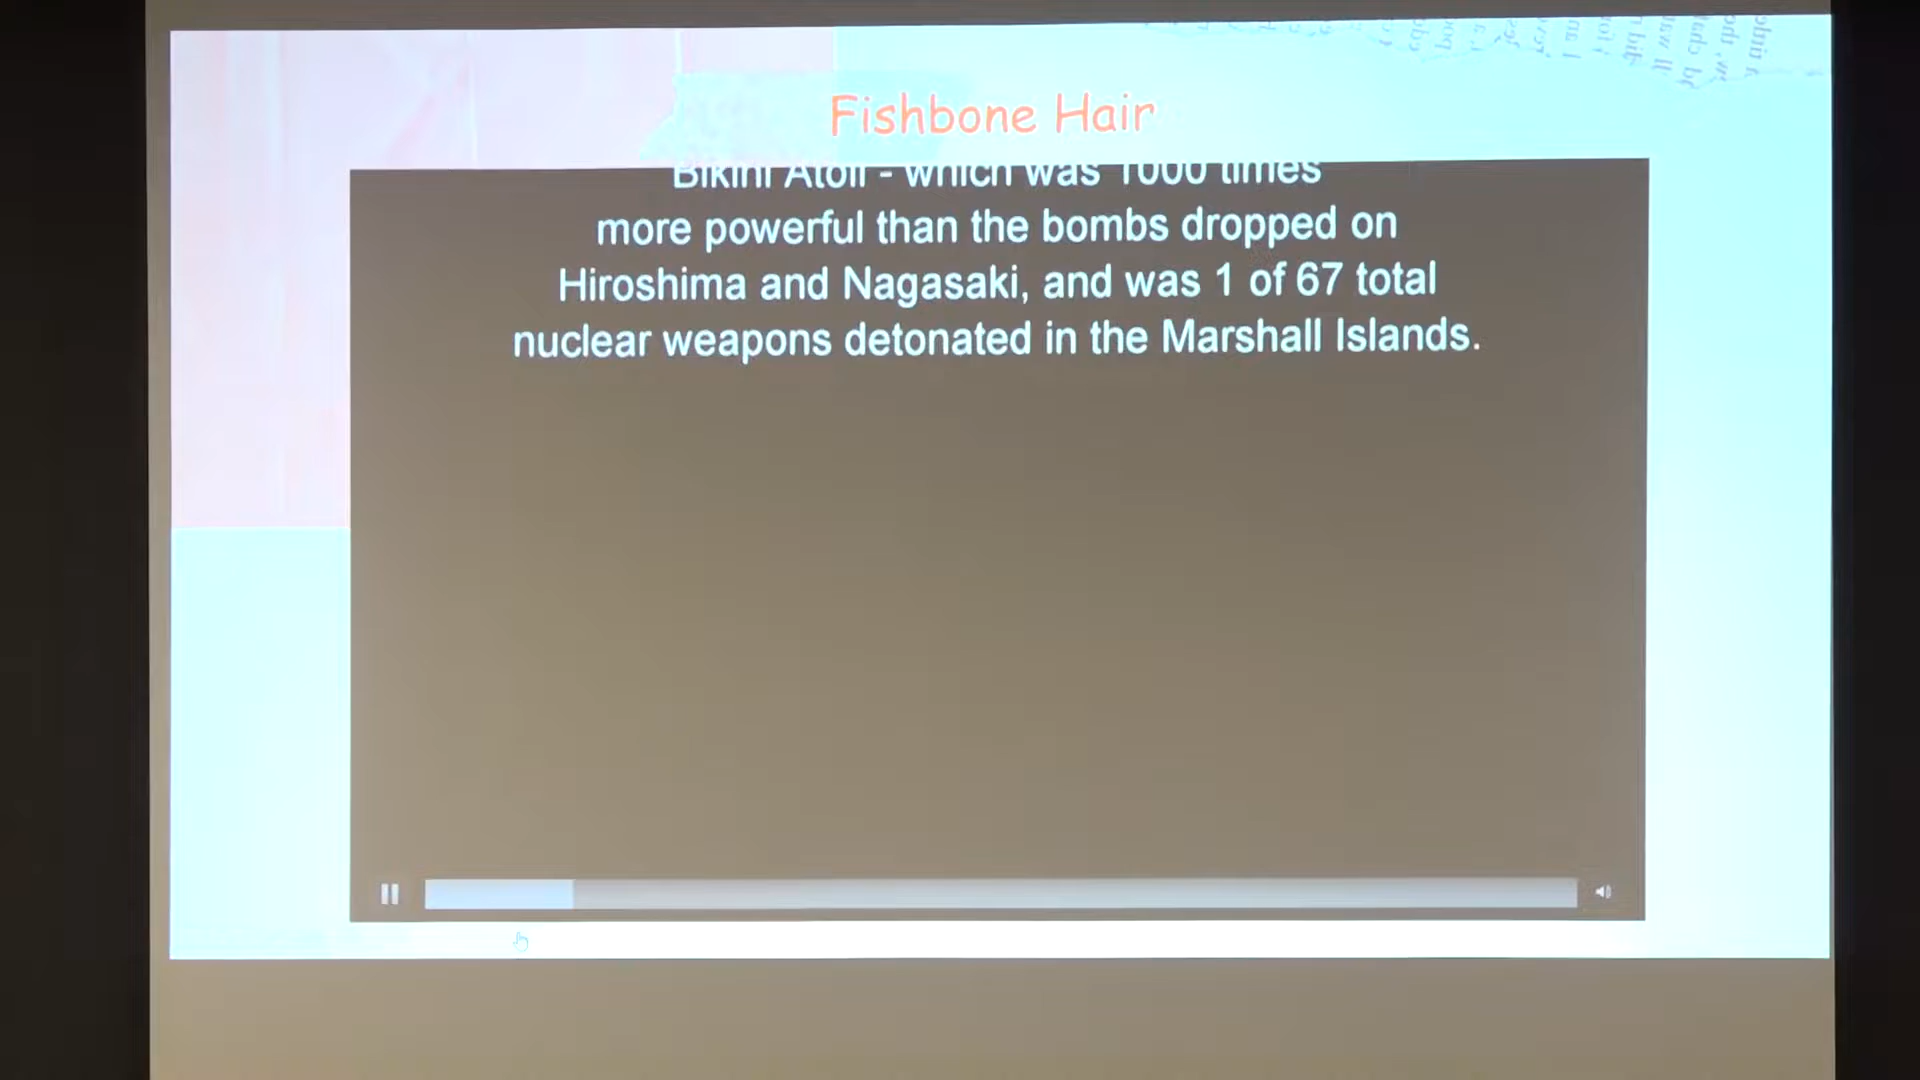 Fishbone Hair
Bikini Atoll - which was 1000 times
more powerful than the bombs dropped on
Hiroshima and Nagasaki, and was 1 of 67 total
nuclear weapons detonated in the Marshall Islands.